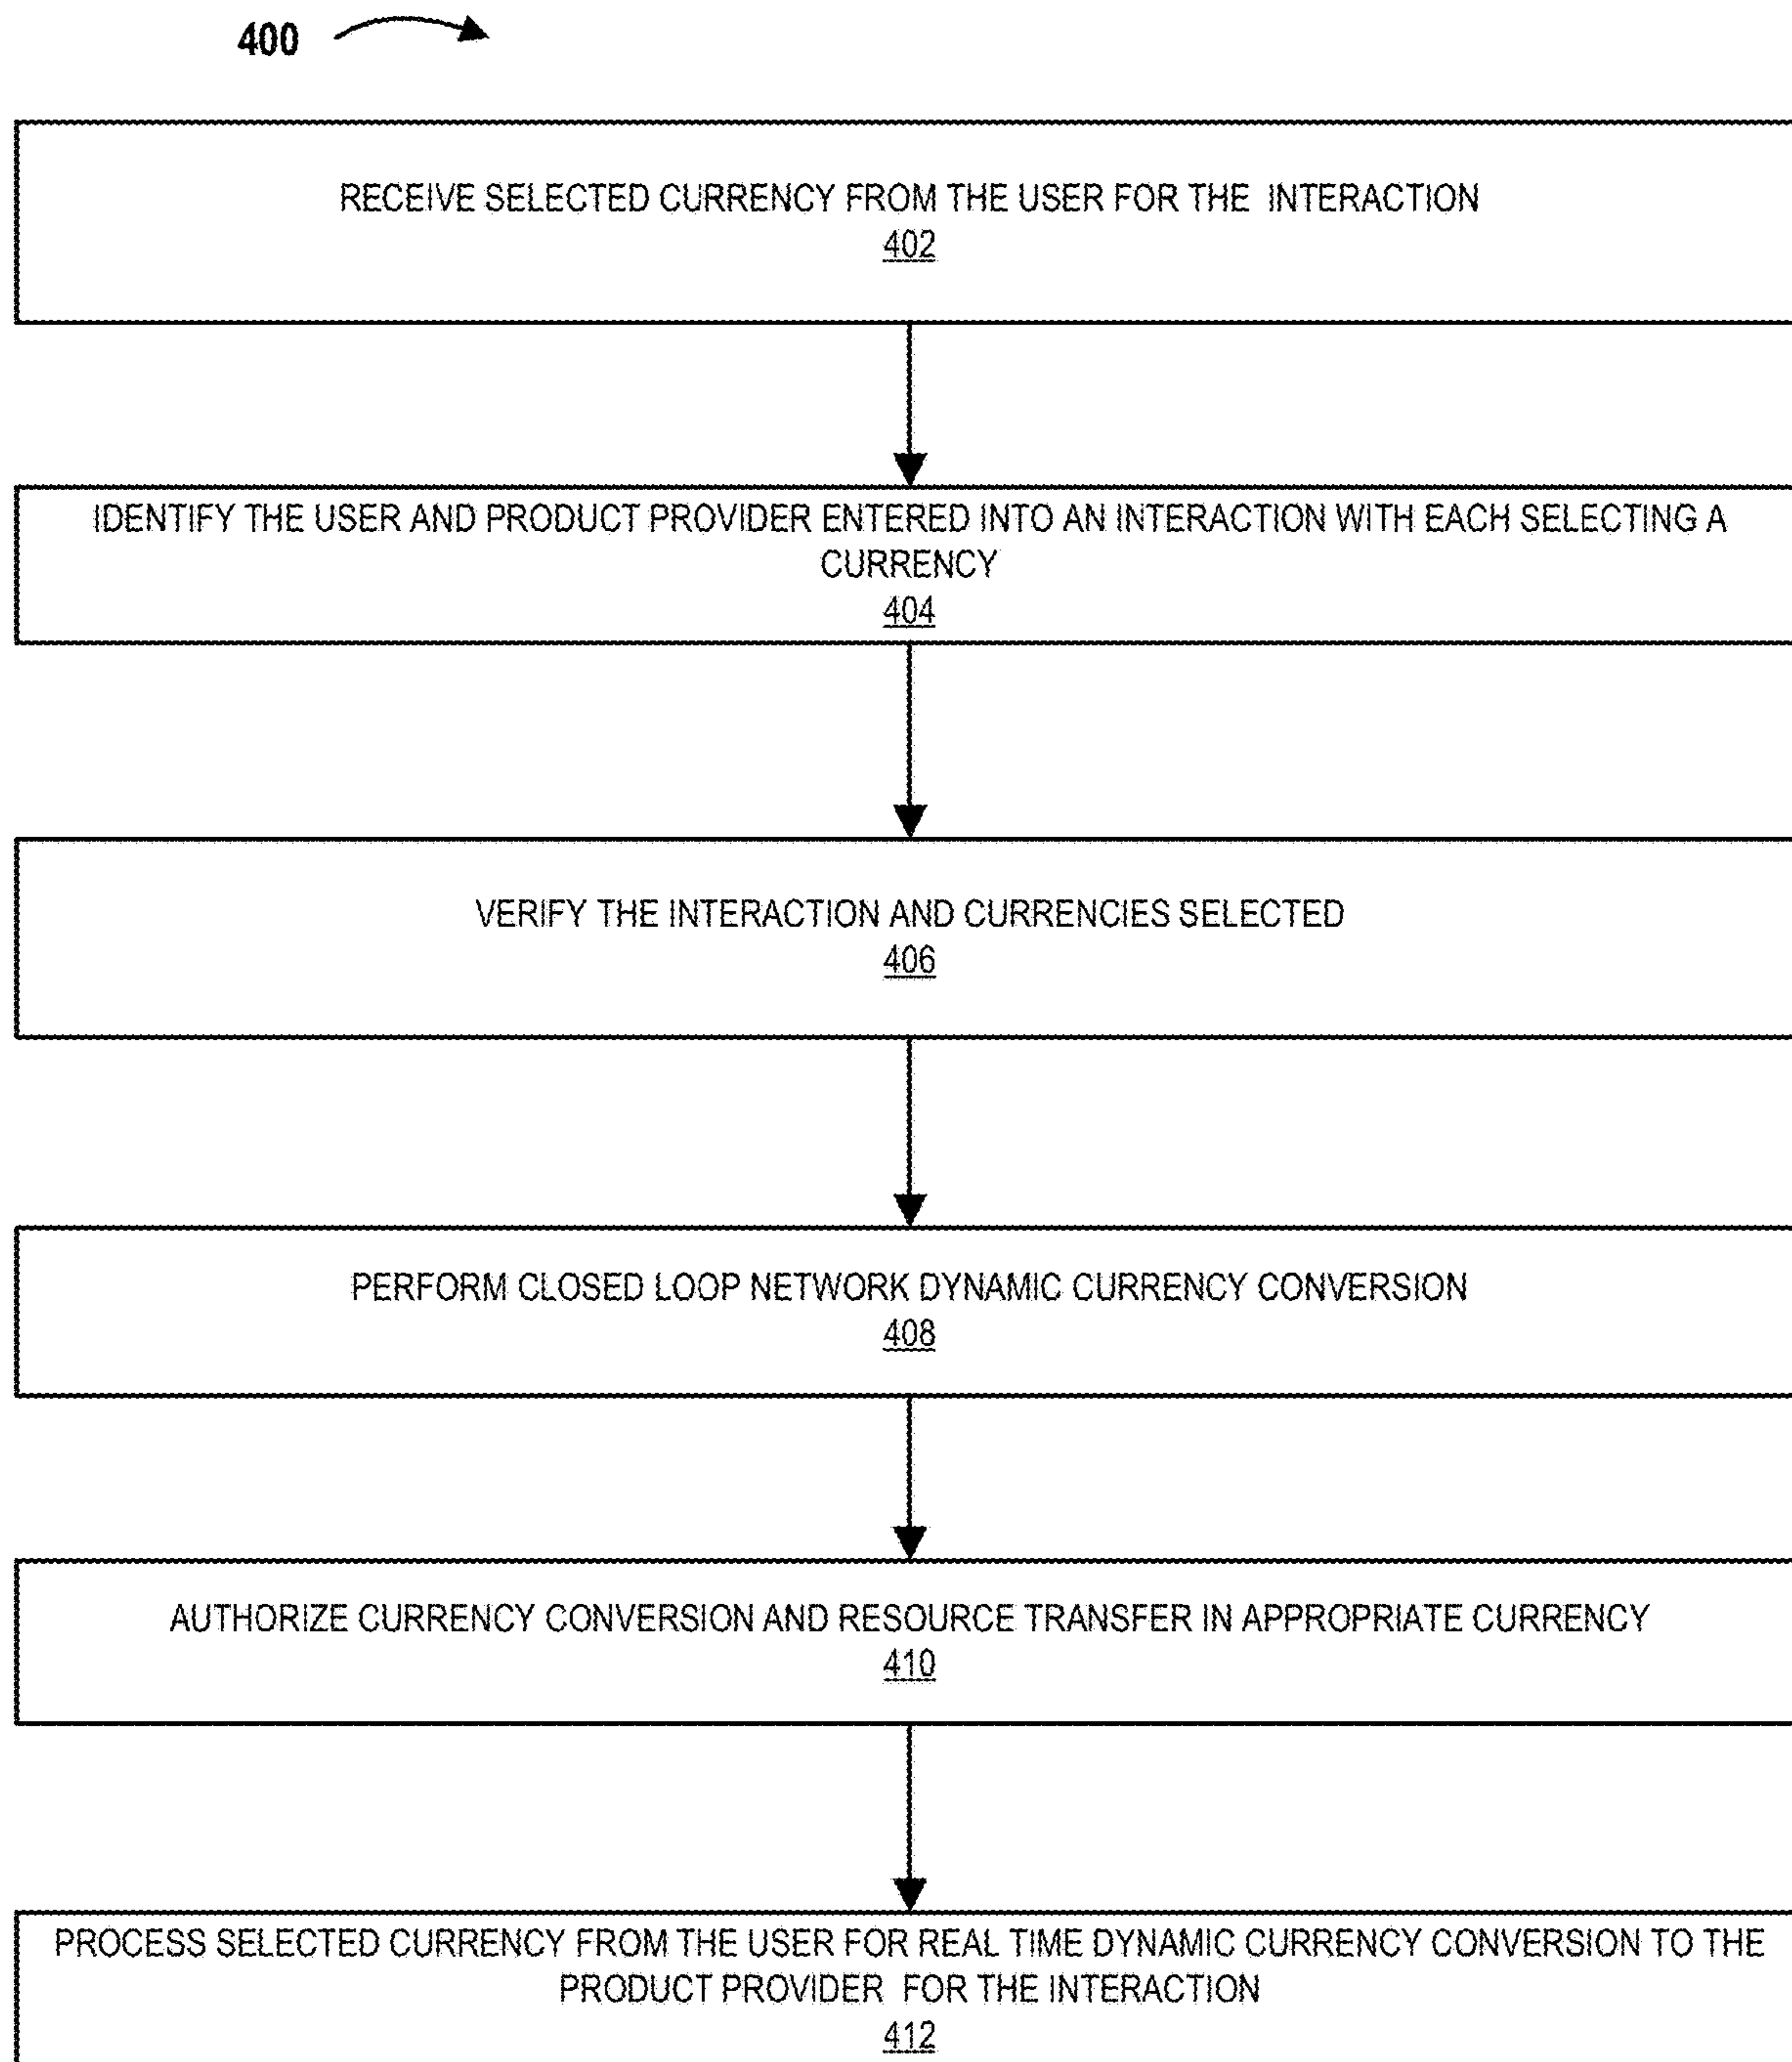 400
RECEIVE SELECTED CURRENCY FROM THE USER FOR THE INTERACTION
402
IDENTIFY THE USER AND PRODUCT PROVIDER ENTERED INTO AN INTERACTION WITH EACH SELECTING A
CURRENCY
404
VERIFY THE INTERACTION AND CURRENCIES SELECTED
406
PERFORM CLOSED LOOP NETWORK DYNAMIC CURRENCY CONVERSION
408
AUTHORIZE CURRENCY CONVERSION AND RESOURCE TRANSFER IN APPROPRIATE CURRENCY
410
PROCESS SELECTED CURRENCY FROM THE USER FOR REAL TIME DYNAMIC CURRENCY CONVERSION TO THE
PRODUCT PROVIDER FOR THE INTERACTION
412